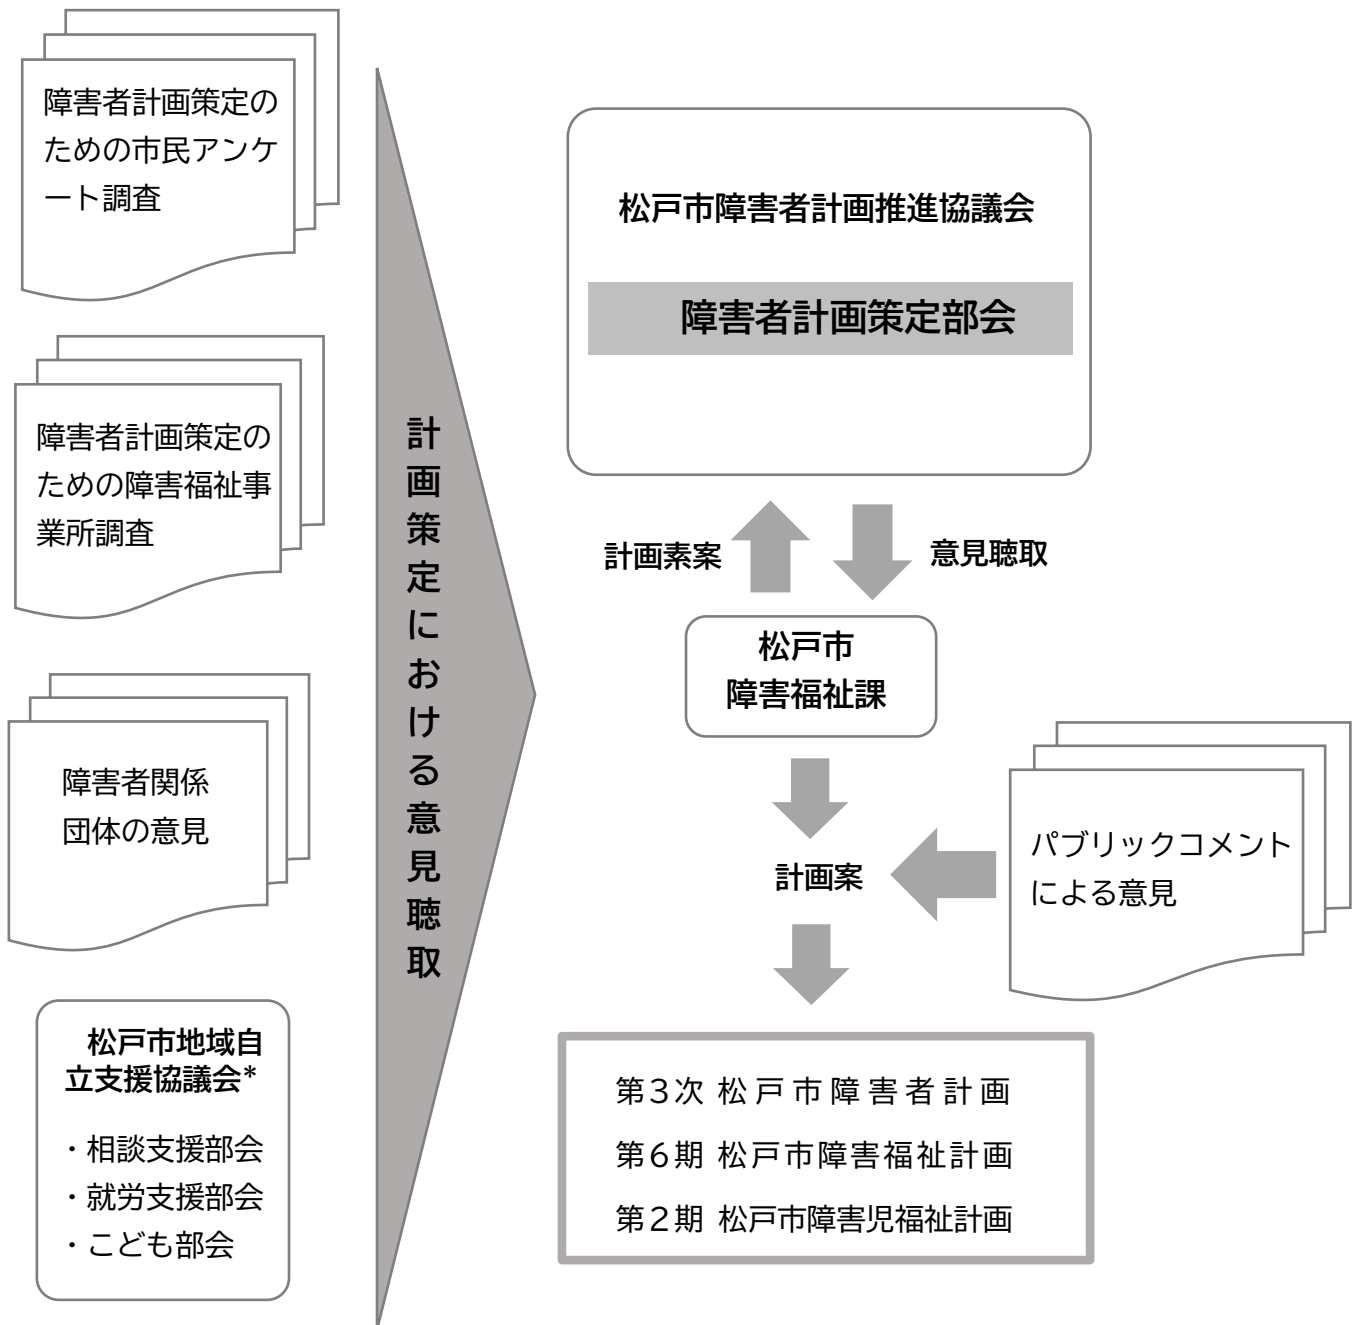 障害者計画策定の
ための市民アンケ
ート調査
障害者計画策定の
ための障害福祉事
業所調査
障害者関係
団体の意見
松戸市地域自
立支援協議会*
・相談支援部会
・就労支援部会
・こども部会
計画策定における意見聴取
松戸市障害者計画推進協議会
障害者計画策定部会
計画素案
意見聴取
松戸市
障害福祉課
計画案
パブリックコメント
による意見
第3次 松戸市障害者計画
第6期 松戸市障害福祉計画
第2期 松戸市障害児福祉計画